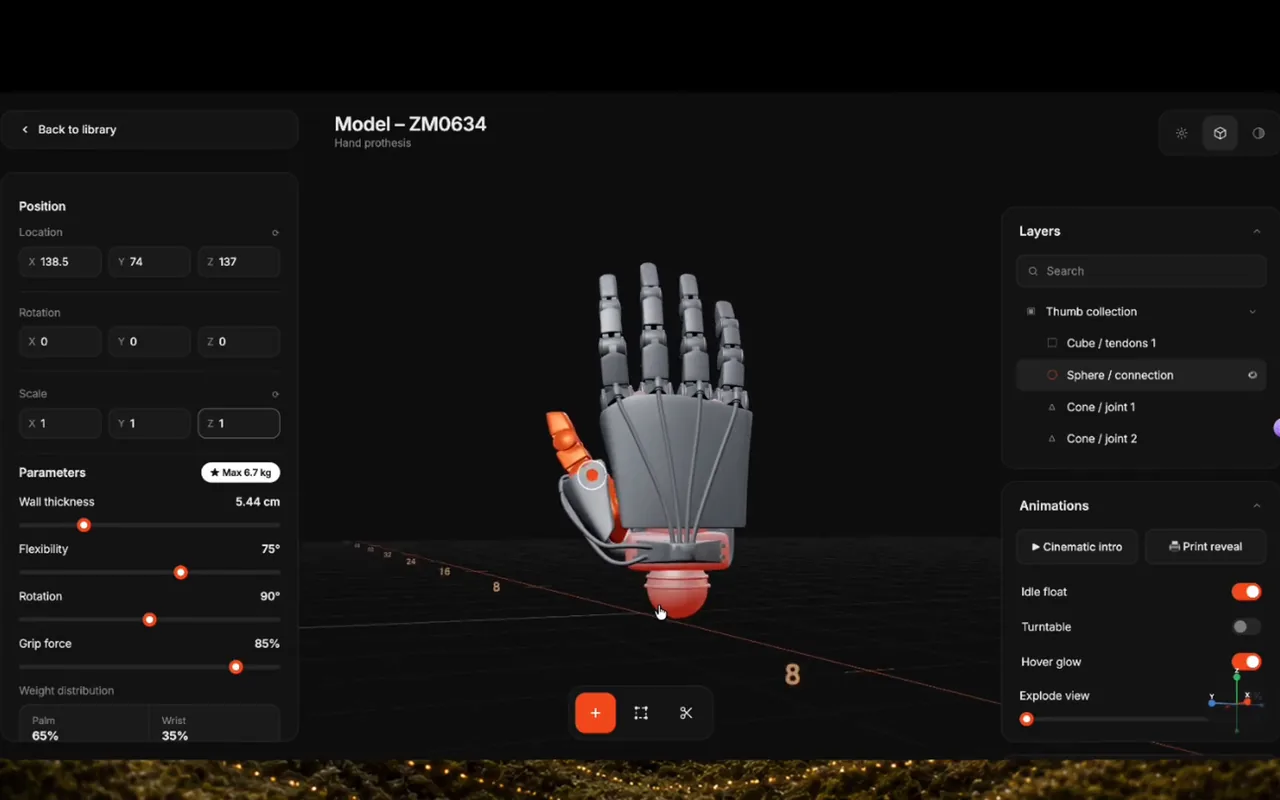 Back to library
Model – ZM0634
Hand prothesis
Position
Location
X 138.5 Y 74 Z 137
Rotation
X 0 Y 0 Z 0
Scale
X 1 Y 1 Z 1
Parameters
★ Max 6.7 kg
Wall thickness 5.44 cm
Flexibility 75°
Rotation 90°
Grip force 85%
Weight distribution
Palm Wrist
65% 35%
32
24
16
8
8
Layers
Search
Thumb collection
Cube / tendons 1
Sphere / connection
Cone / joint 1
Cone / joint 2
Animations
Cinematic intro
Print reveal
Idle float
Turntable
Hover glow
Explode view
Z
Y X